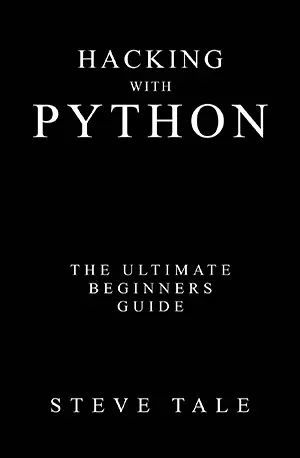 HACKING
WITH
PYTHON
THE ULTIMATE
BEGINNERS
GUIDE
STEVE TALE